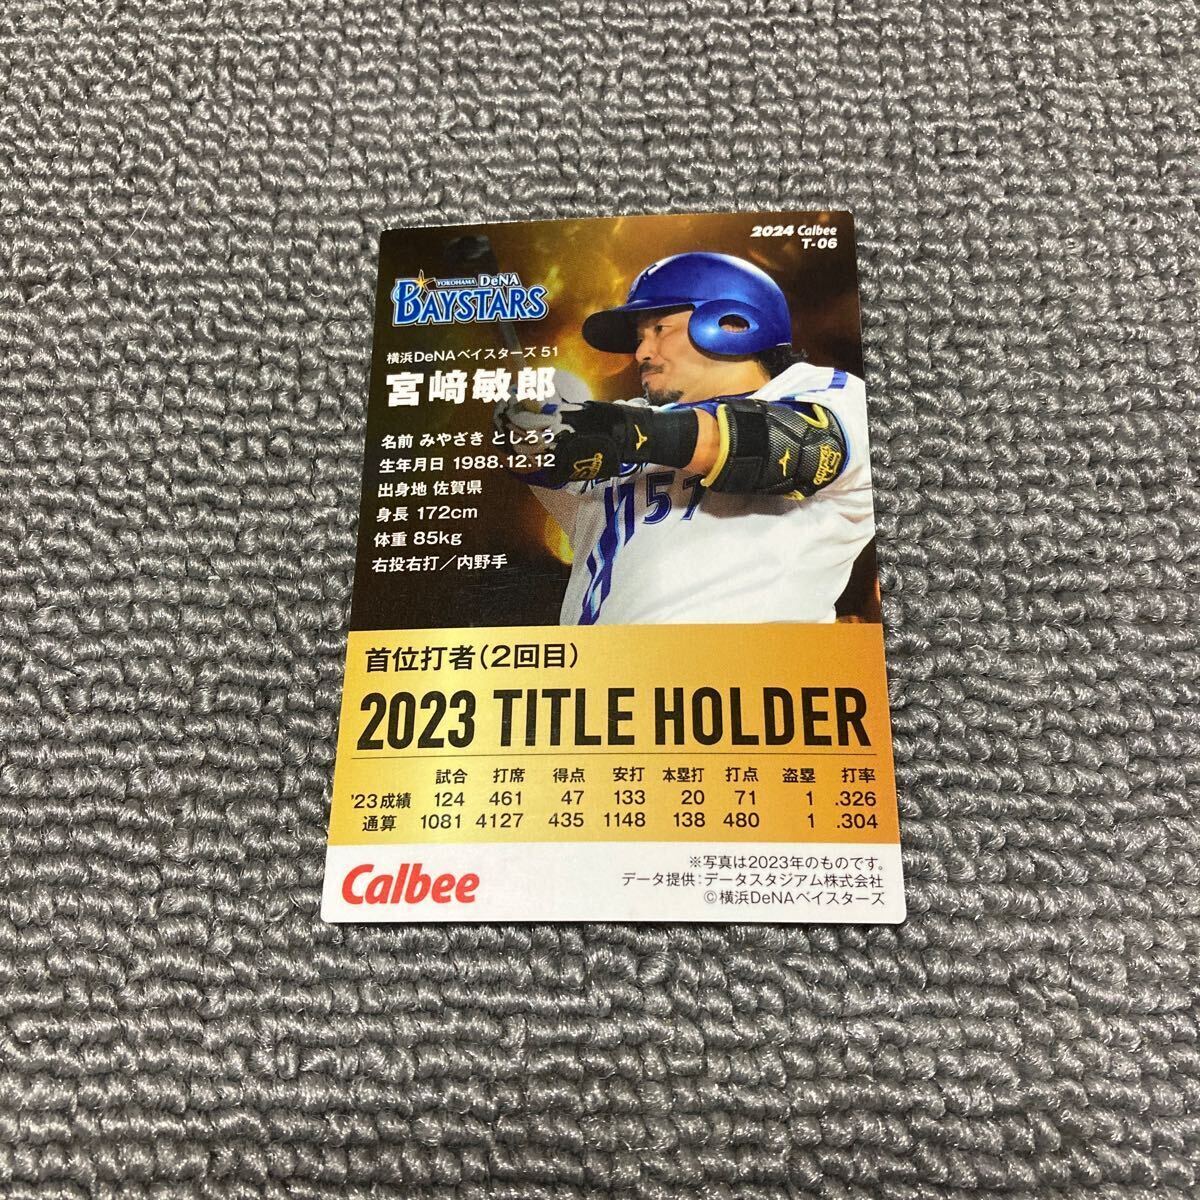 2024 Calbee
T-06
YOKOHAMA DeNA
BAYSTARS
横浜DeNAベイスターズ 51
宮﨑敏郎
名前 みやざき としろう
生年月日 1988.12.12
出身地 佐賀県
身長 172cm
体重 85kg
右投右打／内野手
51
首位打者(2回目)
2023 TITLE HOLDER
試合 打席 得点 安打 本塁打 打点 盗塁 打率
'23成績 124 461 47 133 20 71 1 .326
通算 1081 4127 435 1148 138 480 1 .304
Calbee
※写真は2023年のものです。
データ提供：データスタジアム株式会社
©横浜DeNAベイスターズ